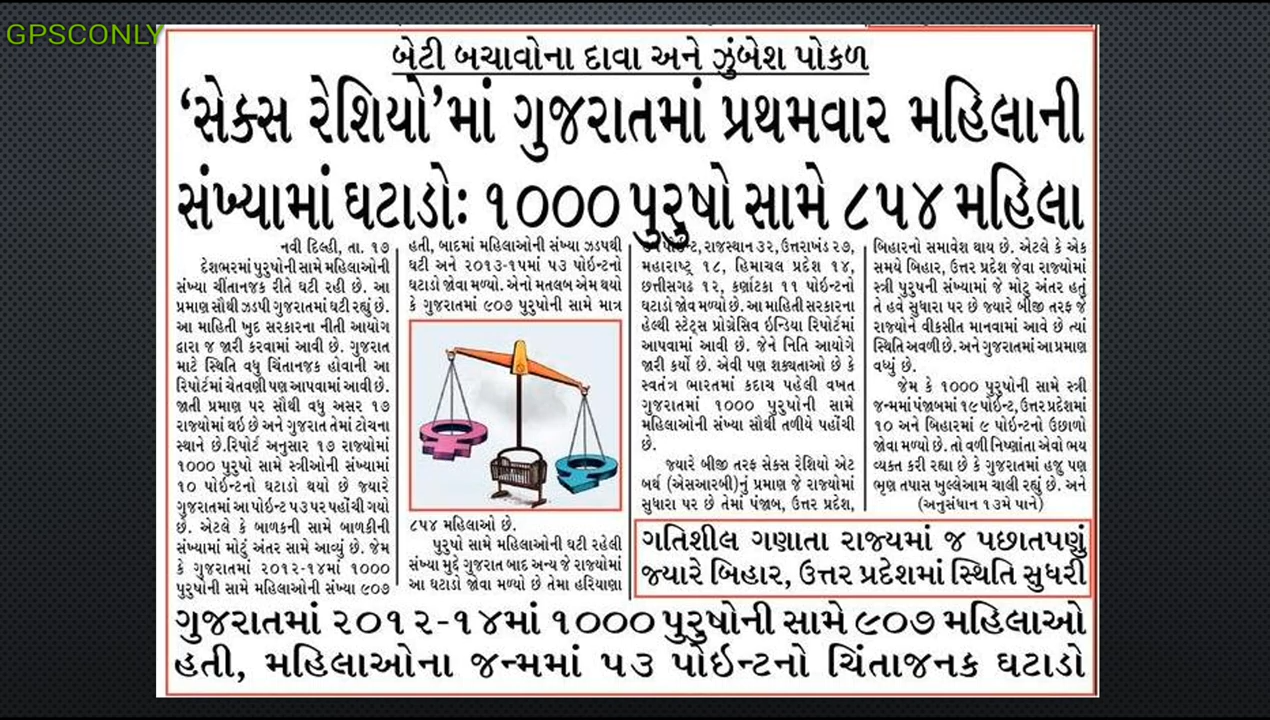 GPSCONLY
બેટી બચાવોના દાવા અને ઝુંબેશ પોકળ
‘સેક્સ રેશિયો’માં ગુજરાતમાં પ્રથમવાર મહિલાની
સંખ્યામાં ઘટાડો: ૧૦૦૦ પુરુષો સામે ૮૫૪ મહિલા
નવી દિલ્હી, તા. ૧૭
દેશભરમાં પુરુષોની સામે મહિલાઓની
સંખ્યા ચીંતાનજક રીતે ઘટી રહી છે. આ
પ્રમાણ સૌથી ઝડપી ગુજરાતમાં ઘટી રહ્યું છે.
આ માહિતી ખુદ સરકારના નીતી આયોગ
દ્વારા જ જારી કરવામાં આવી છે. ગુજરાત
માટે સ્થિતિ વધુ ચિંતાનજક હોવાની આ
રિપોર્ટમાં ચેતવણી પણ આપવામાં આવી છે.
જાતી પ્રમાણ પર સૌથી વધુ અસર ૧૭
રાજ્યોમાં થઇ છે અને ગુજરાત તેમાં ટોચના
સ્થાને છે.રિપોર્ટ અનુસાર ૧૭ રાજ્યોમાં
૧૦૦૦ પુરુષો સામે સ્ત્રીઓની સંખ્યામાં
૧૦ પોઇન્ટનો ઘટાડો થયો છે જ્યારે
ગુજરાતમાં આ પોઇન્ટ ૫૩ પર પહોંચી ગયો
છે. એટલે કે બાળકની સામે બાળકીની
સંખ્યામાં મોટું અંતર સામે આવ્યું છે. જેમ
કે ગુજરાતમાં ૨૦૧૨-૧૪માં ૧૦૦૦
પુરુષોની સામે મહિલાઓની સંખ્યા ૯૦૭
હતી, બાદમાં મહિલાઓની સંખ્યા ઝડપથી
ઘટી અને ૨૦૧૩-૧૫માં ૫૩ પોઇન્ટનો
ઘટાડો જોવા મળ્યો. એનો મતલબ એમ થયો
કે ગુજરાતમાં ૯૦૭ પુરુષોની સામે માત્ર
૮૫૪ મહિલાઓ છે.
પુરુષો સામે મહિલાઓની ઘટી રહેલી
સંખ્યા મુદ્દે ગુજરાત બાદ અન્ય જે રાજ્યોમાં
આ ઘટાડો જોવા મળ્યો છે તેમા હરિયાણા
પોઇન્ટ, રાજસ્થાન ૩૨, ઉત્તરાખંડ ૨૭,
મહારાષ્ટ્ર ૧૮, હિમાચલ પ્રદેશ ૧૪,
છત્તીસગઢ ૧૨, કર્ણાટકા ૧૧ પોઇન્ટનો
ઘટાડો જોવ મળ્યો છે. આ માહિતી સરકારના
હેલ્થી સ્ટેટ્સ પ્રોગ્રેસિવ ઇન્ડિયા રિપોર્ટમાં
આપવામાં આવી છે. જેને નિતિ આયોગે
જારી કર્યો છે. એવી પણ શક્યતાઓ છે કે
સ્વતંત્ર ભારતમાં કદાચ પહેલી વખત
ગુજરાતમાં ૧૦૦૦ પુરુષોની સામે
મહિલાઓની સંખ્યા સૌથી તળીયે પહોંચી
છે.
જ્યારે બીજી તરફ સેક્સ રેશિયો એટ
બર્થ (એસઆરબી)નું પ્રમાણ જે રાજ્યોમાં
સુધારા પર છે તેમાં પંજાબ, ઉત્તર પ્રદેશ,
બિહારનો સમાવેશ થાય છે. એટલે કે એક
સમયે બિહાર, ઉત્તર પ્રદેશ જેવા રાજ્યોમાં
સ્ત્રી પુરુષની સંખ્યામાં જે મોટું અંતર હતું
તે હવે સુધારા પર છે જ્યારે બીજી તરફ જે
રાજ્યોને વીકસીત માનવામાં આવે છે ત્યાં
સ્થિતિ અવળી છે. અને ગુજરાતમાં આ પ્રમાણ
વધ્યું છે.
જેમ કે ૧૦૦૦ પુરુષોની સામે સ્ત્રી
જન્મમાં પંજાબમાં ૧૯ પોઇન્ટ, ઉત્તર પ્રદેશમાં
૧૦ અને બિહારમાં ૯ પોઇન્ટનો ઉછાળો
જોવા મળ્યો છે. તો વળી નિષ્ણાંતા એવો ભય
વ્યક્ત કરી રહ્યા છે કે ગુજરાતમાં હજુ પણ
ભૃણ તપાસ ખુલ્લેઆમ ચાલી રહ્યું છે. અને
(અનુસંધાન ૧૩મે પાને)
ગતિશીલ ગણાતા રાજ્યમાં જ પછાતપણું
જ્યારે બિહાર, ઉત્તર પ્રદેશમાં સ્થિતિ સુધરી
ગુજરાતમાં ૨૦૧૨-૧૪માં ૧૦૦૦ પુરુષોની સામે ૯૦૭ મહિલાઓ
હતી, મહિલાઓના જન્મમાં ૫૩ પોઇન્ટનો ચિંતાજનક ઘટાડો